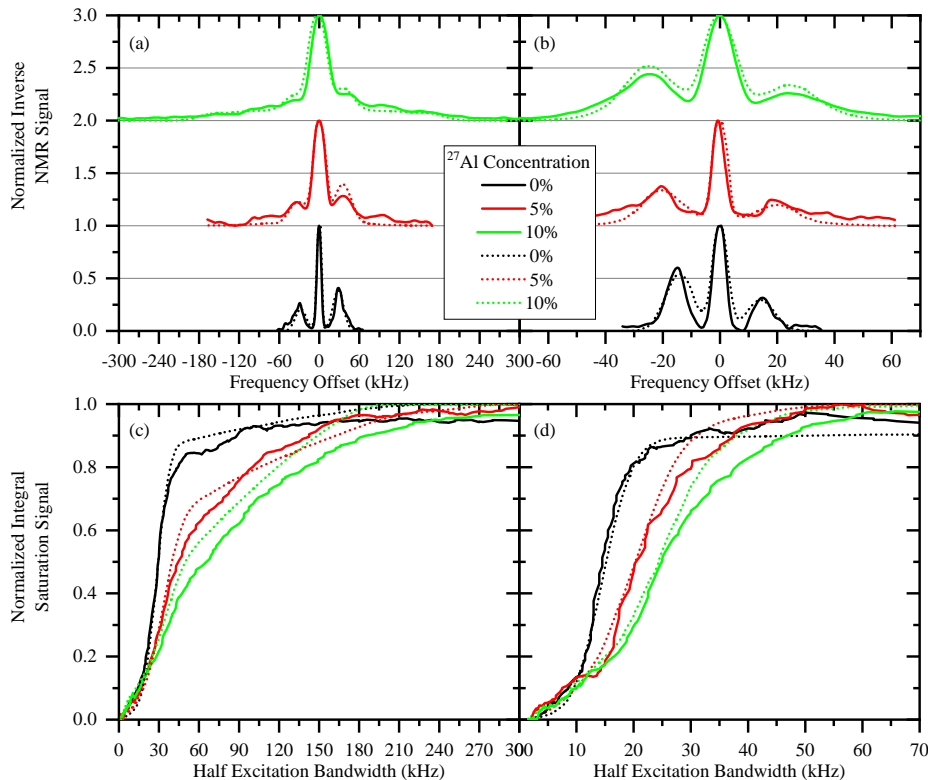 3.0
2.5
2.0
1.5
1.0
0.5
0.0
Normalized Inverse
NMR Signal
(a)
(b)
27Al Concentration
0%
5%
10%
0%
5%
10%
-300 -240 -180 -120 -60 0 60 120 180 240 300
-60 -40 -20 0 20 40 60
Frequency Offset (kHz)
Frequency Offset (kHz)
1.0
0.8
0.6
0.4
0.2
0.0
Normalized Integral
Saturation Signal
(c)
(d)
0 30 60 90 120 150 180 210 240 270 300
0 10 20 30 40 50 60 70
Half Excitation Bandwidth (kHz)
Half Excitation Bandwidth (kHz)